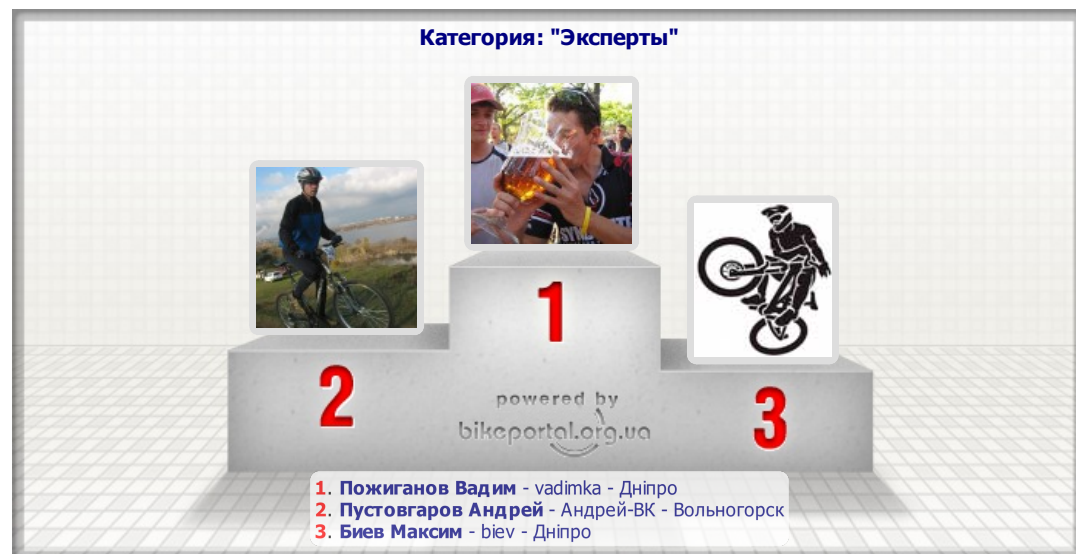 Категория: "Эксперты"
SYN
1
2
3
powered by
bikeportal.org.ua
1. Пожиганов Вадим - vadimka - Дніпро
2. Пустовгаров Андрей - Андрей-ВК - Вольногорск
3. Биев Максим - biev - Дніпро